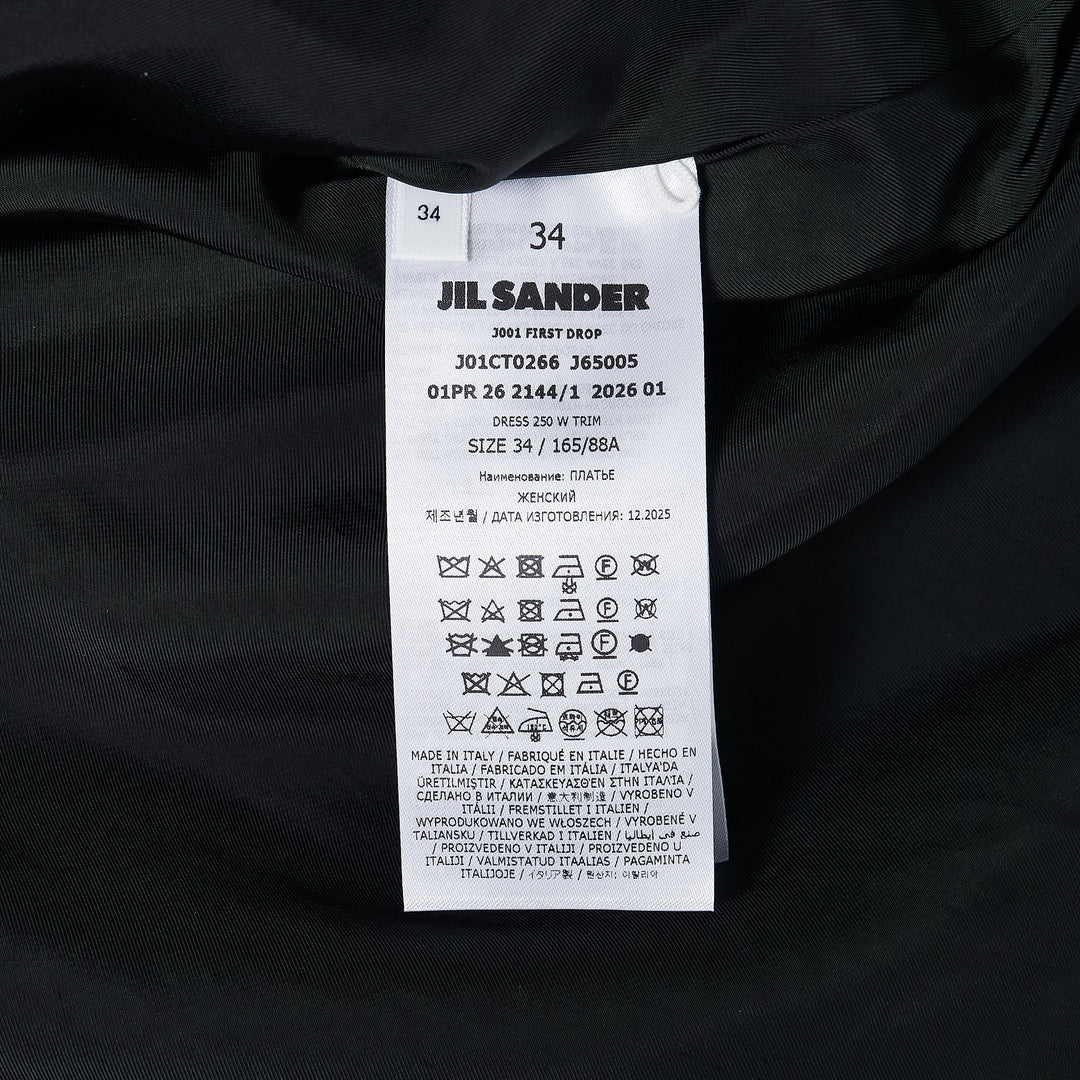 34
34
JIL SANDER
J001 FIRST DROP
J01CT0266 J65005
01PR 26 2144/1 2026 01
DRESS 250 W TRIM
SIZE 34 / 165/88A
Наименование: ПЛАТЬЕ
ЖЕНСКИЙ
제조년월 / ДАТА ИЗГОТОВЛЕНИЯ: 12.2025
F W
F W
F
F
MADE IN ITALY / FABRIQUÉ EN ITALIE / HECHO EN
ITALIA / FABRICADO EM ITÁLIA / ITALYA'DA
ÜRETILMIŞTIR / ΚΑΤΑΣΚΕΥΑΣΘ'ΕΝ ΣΤΗΝ ΙΤΑΛ'ΙΑ /
СДЕЛАНО В ИТАЛИИ / 意大利制造 / VYROBENO V
ITÁLII / FREMSTILLET I ITALIEN /
WYPRODUKOWANO WE WŁOSZECH / VYROBENÉ V
TALIANSKU / TILLVERKAD I ITALIEN / صنع في ايطاليا
/ PROIZVEDENO V ITALIJI / PROIZVEDENO U
ITALIJI / VALMISTATUD ITAALIAS / PAGAMINTA
ITALIJOJE / イタリア製 / 원산지: 이탈리아